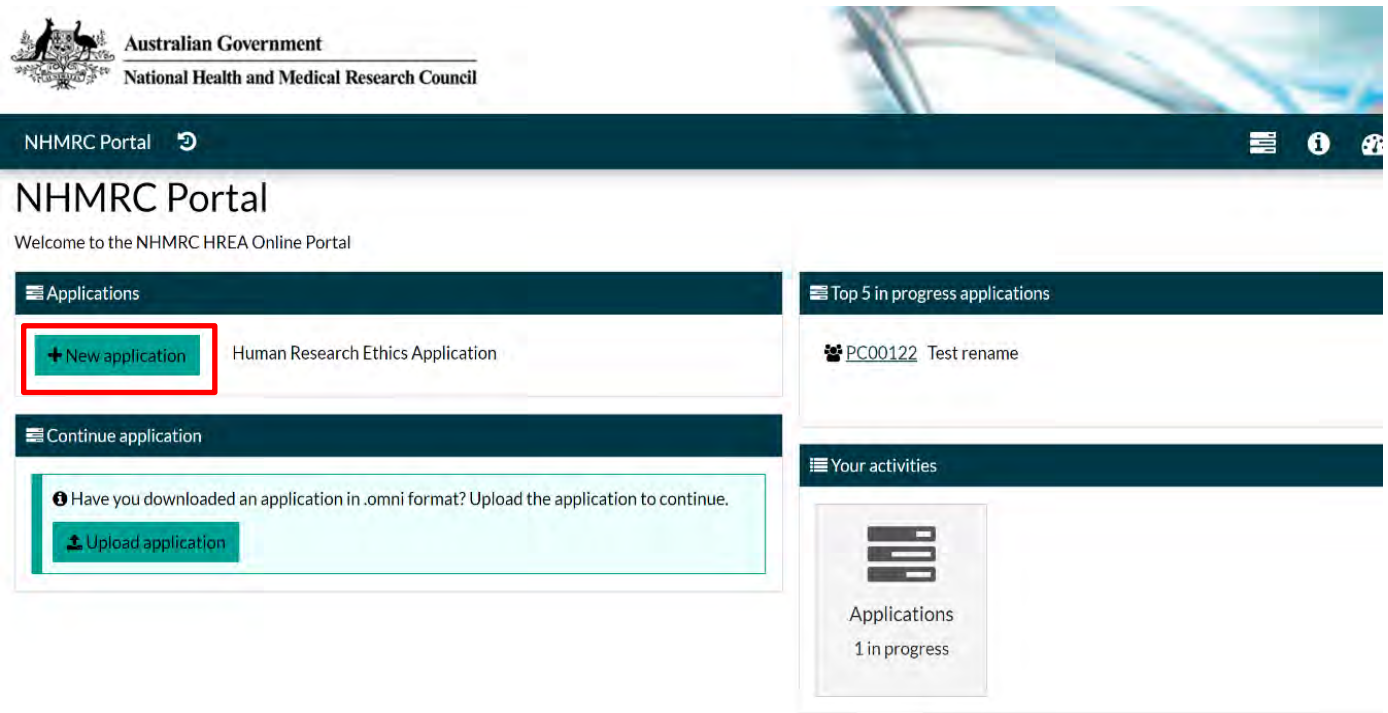 Australian Government
National Health and Medical Research Council
NHMRC Portal
NHMRC Portal
Welcome to the NHMRC HREA Online Portal
Applications
New application
Human Research Ethics Application
Continue application
Have you downloaded an application in .omni format? Upload the application to continue.
Upload application
Top 5 in progress applications
PC00122 Test rename
Your activities
Applications
1 in progress